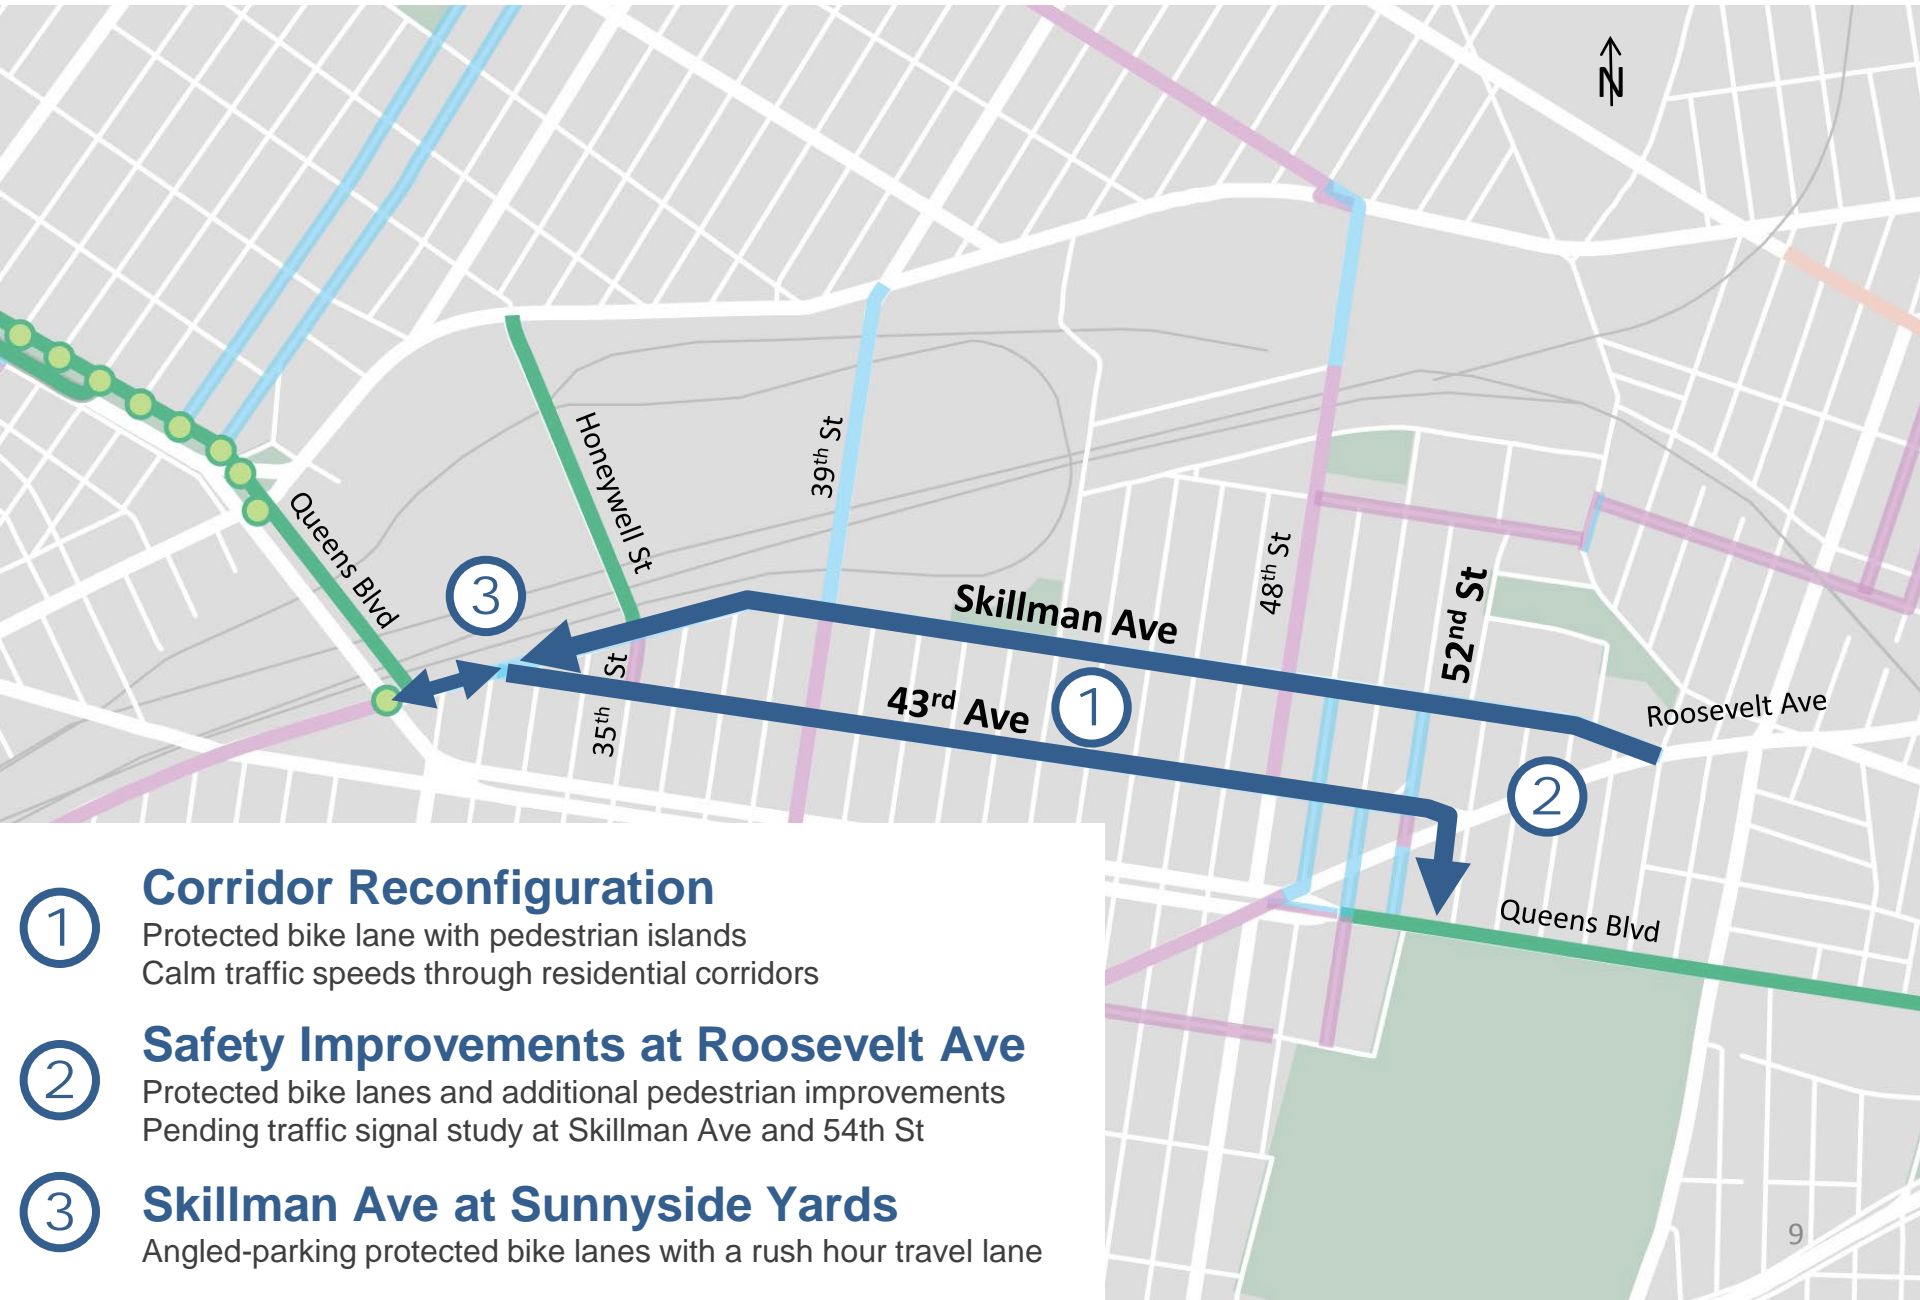 N
Honeywell St
39th St
Queens Blvd
3
Skillman Ave
48th St
52nd St
35th St
43rd Ave
1
Roosevelt Ave
2
Queens Blvd
1
Corridor Reconfiguration
Protected bike lane with pedestrian islands
Calm traffic speeds through residential corridors
2
Safety Improvements at Roosevelt Ave
Protected bike lanes and additional pedestrian improvements
Pending traffic signal study at Skillman Ave and 54th St
3
Skillman Ave at Sunnyside Yards
Angled-parking protected bike lanes with a rush hour travel lane
9